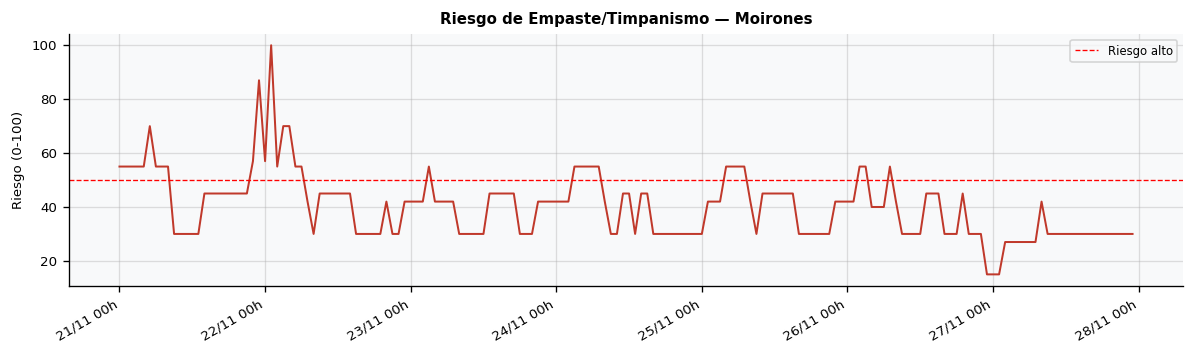 Riesgo de Empaste/Timpanismo — Moirones
Riesgo (0-100)
100
80
60
40
20
Riesgo alto
21/11 00h
22/11 00h
23/11 00h
24/11 00h
25/11 00h
26/11 00h
27/11 00h
28/11 00h